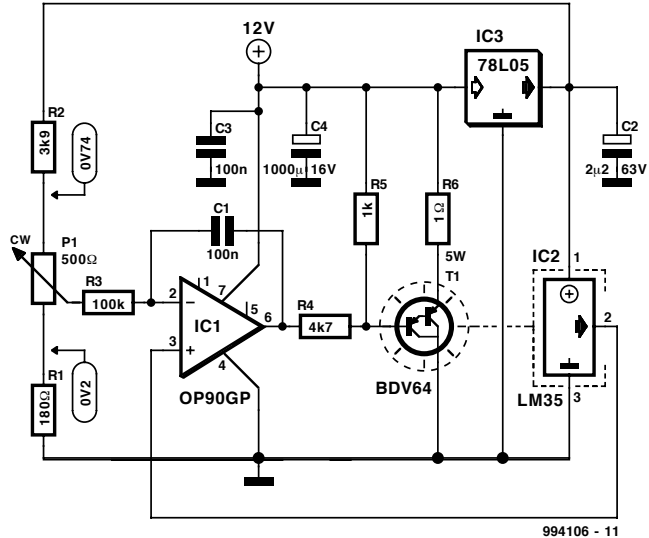 12V
IC3
78L05
R2
3k9
0V74
C3
100n
C4
1000µ 16V
C2
2µ2 63V
R5
1k
R6
1Ω
5W
T1
C1
100n
CW
P1
500Ω
R3
100k
2
3
1
7
5
6
4
IC1
OP90GP
R4
4k7
BDV64
IC2
1
2
3
LM35
R1
180Ω
0V2
994106 - 11